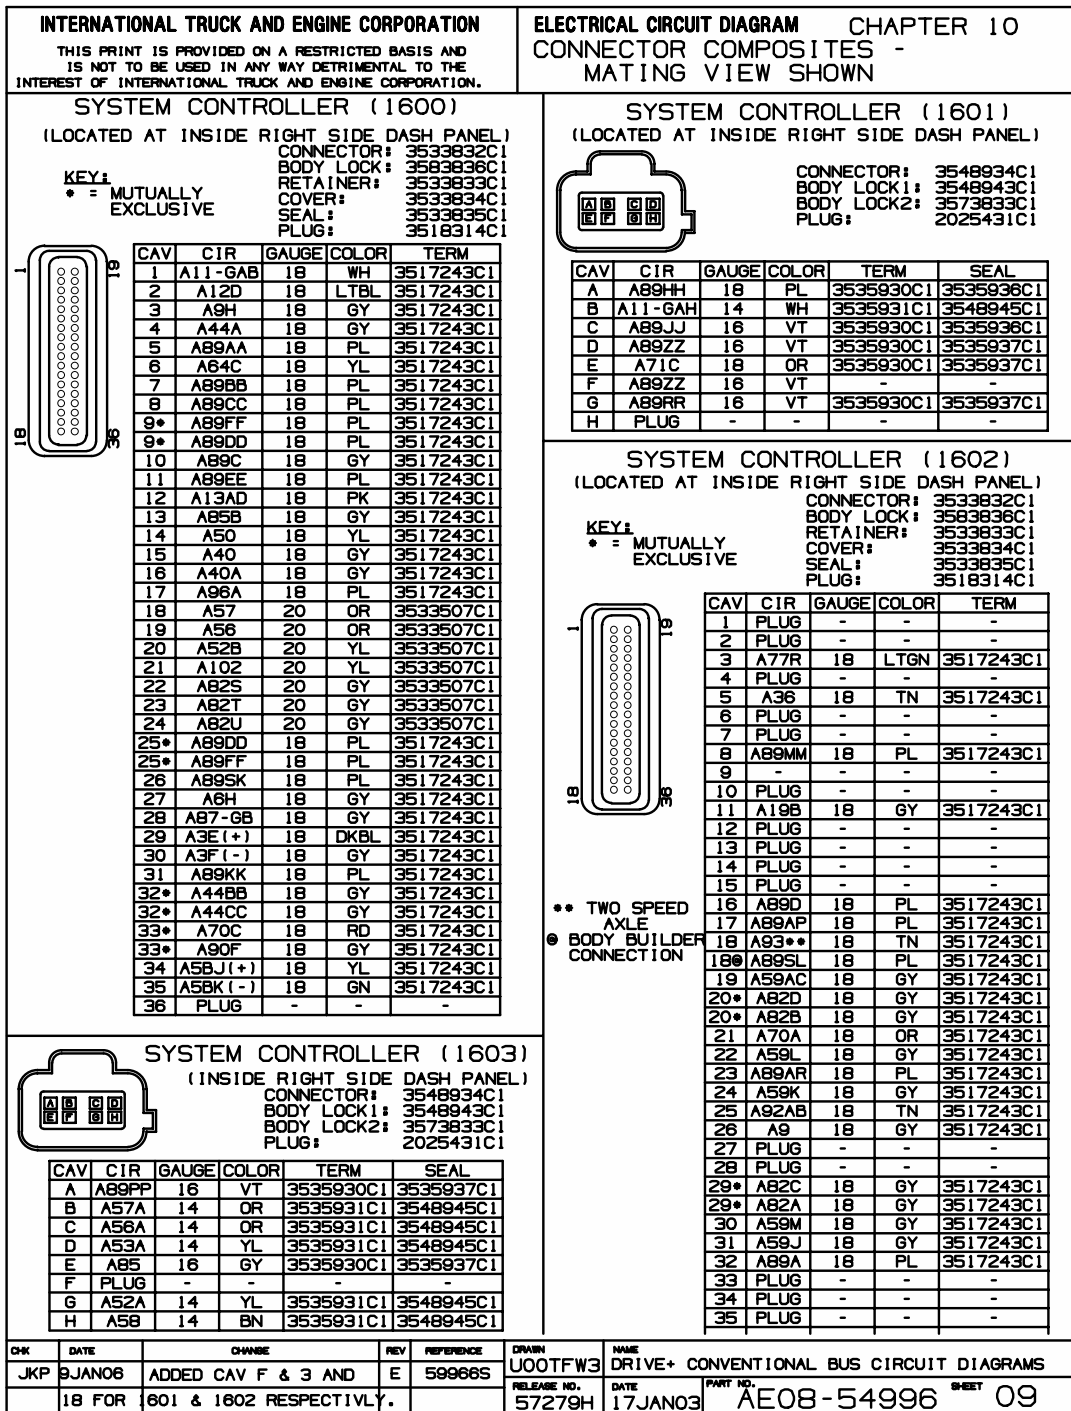 INTERNATIONAL TRUCK AND ENGINE CORPORATION
THIS PRINT IS PROVIDED ON A RESTRICTED BASIS AND
IS NOT TO BE USED IN ANY WAY DETRIMENTAL TO THE
INTEREST OF INTERNATIONAL TRUCK AND ENGINE CORPORATION.
ELECTRICAL CIRCUIT DIAGRAM CHAPTER 10
CONNECTOR COMPOSITES -
MATING VIEW SHOWN
SYSTEM CONTROLLER (1600)
(LOCATED AT INSIDE RIGHT SIDE DASH PANEL)
KEY:
* = MUTUALLY
EXCLUSIVE
CONNECTOR: 3533832C1
BODY LOCK: 3583836C1
RETAINER: 3533833C1
COVER: 3533834C1
SEAL: 3533835C1
PLUG: 3518314C1
1 19
18 36
CAV CIR GAUGE COLOR TERM
1 A11-GAB 18 WH 3517243C1
2 A12D 18 LTBL 3517243C1
3 A9H 18 GY 3517243C1
4 A44A 18 GY 3517243C1
5 A89AA 18 PL 3517243C1
6 A64C 18 YL 3517243C1
7 A89BB 18 PL 3517243C1
8 A89CC 18 PL 3517243C1
9* A89FF 18 PL 3517243C1
9* A89DD 18 PL 3517243C1
10 A89C 18 GY 3517243C1
11 A89EE 18 PL 3517243C1
12 A13AD 18 PK 3517243C1
13 A85B 18 GY 3517243C1
14 A50 18 YL 3517243C1
15 A40 18 GY 3517243C1
16 A40A 18 GY 3517243C1
17 A96A 18 PL 3517243C1
18 A57 20 OR 3533507C1
19 A56 20 OR 3533507C1
20 A52B 20 YL 3533507C1
21 A102 20 YL 3533507C1
22 A82S 20 GY 3533507C1
23 A82T 20 GY 3533507C1
24 A82U 20 GY 3533507C1
25* A89DD 18 PL 3517243C1
25* A89FF 18 PL 3517243C1
26 A89SK 18 PL 3517243C1
27 A6H 18 GY 3517243C1
28 A87-GB 18 GY 3517243C1
29 A3E(+) 18 DKBL 3517243C1
30 A3F(-) 18 GY 3517243C1
31 A89KK 18 PL 3517243C1
32* A44BB 18 GY 3517243C1
32* A44CC 18 GY 3517243C1
33* A70C 18 RD 3517243C1
33* A90F 18 GY 3517243C1
34 A5BJ(+) 18 YL 3517243C1
35 A5BK(-) 18 GN 3517243C1
36 PLUG - - -
SYSTEM CONTROLLER (1601)
(LOCATED AT INSIDE RIGHT SIDE DASH PANEL)
CONNECTOR: 3548934C1
BODY LOCK1: 3548943C1
BODY LOCK2: 3573833C1
PLUG: 2025431C1
A B C D
E F G H
CAV CIR GAUGE COLOR TERM SEAL
A A89HH 18 PL 3535930C1 3535936C1
B A11-GAH 14 WH 3535931C1 3548945C1
C A89JJ 16 VT 3535930C1 3535936C1
D A89ZZ 16 VT 3535930C1 3535937C1
E A71C 18 OR 3535930C1 3535937C1
F A89ZZ 16 VT - -
G A89RR 16 VT 3535930C1 3535937C1
H PLUG - - - -
SYSTEM CONTROLLER (1602)
(LOCATED AT INSIDE RIGHT SIDE DASH PANEL)
KEY:
* = MUTUALLY
EXCLUSIVE
CONNECTOR: 3533832C1
BODY LOCK: 3583836C1
RETAINER: 3533833C1
COVER: 3533834C1
SEAL: 3533835C1
PLUG: 3518314C1
1 19
18 36
** TWO SPEED
AXLE
@ BODY BUILDER
CONNECTION
CAV CIR GAUGE COLOR TERM
1 PLUG - - -
2 PLUG - - -
3 A77R 18 LTGN 3517243C1
4 PLUG - - -
5 A36 18 TN 3517243C1
6 PLUG - - -
7 PLUG - - -
8 A89MM 18 PL 3517243C1
9 - - - -
10 PLUG - - -
11 A19B 18 GY 3517243C1
12 PLUG - - -
13 PLUG - - -
14 PLUG - - -
15 PLUG - - -
16 A89D 18 PL 3517243C1
17 A89AP 18 PL 3517243C1
18 A93** 18 TN 3517243C1
18@ A89SL 18 PL 3517243C1
19 A59AC 18 GY 3517243C1
20* A82D 18 GY 3517243C1
20* A82B 18 GY 3517243C1
21 A70A 18 OR 3517243C1
22 A59L 18 GY 3517243C1
23 A89AR 18 PL 3517243C1
24 A59K 18 GY 3517243C1
25 A92AB 18 TN 3517243C1
26 A9 18 GY 3517243C1
27 PLUG - - -
28 PLUG - - -
29* A82C 18 GY 3517243C1
29* A82A 18 GY 3517243C1
30 A59M 18 GY 3517243C1
31 A59J 18 GY 3517243C1
32 A89A 18 PL 3517243C1
33 PLUG - - -
34 PLUG - - -
35 PLUG - - -
SYSTEM CONTROLLER (1603)
(INSIDE RIGHT SIDE DASH PANEL)
CONNECTOR: 3548934C1
BODY LOCK1: 3548943C1
BODY LOCK2: 3573833C1
PLUG: 2025431C1
A B C D
E F G H
CAV CIR GAUGE COLOR TERM SEAL
A A89PP 16 VT 3535930C1 3535937C1
B A57A 14 OR 3535931C1 3548945C1
C A56A 14 OR 3535931C1 3548945C1
D A53A 14 YL 3535931C1 3548945C1
E A85 16 GY 3535930C1 3535937C1
F PLUG - - - -
G A52A 14 YL 3535931C1 3548945C1
H A58 14 BN 3535931C1 3548945C1
CHK DATE CHANGE REV REFERENCE
JKP 9JAN06 ADDED CAV F & 3 AND E 59966S
18 FOR 1601 & 1602 RESPECTIVLY.
DRAWN U00TFW3
NAME DRIVE+ CONVENTIONAL BUS CIRCUIT DIAGRAMS
RELEASE NO. 57279H
DATE 17JAN03
PART NO. AE08-54996 SHEET 09